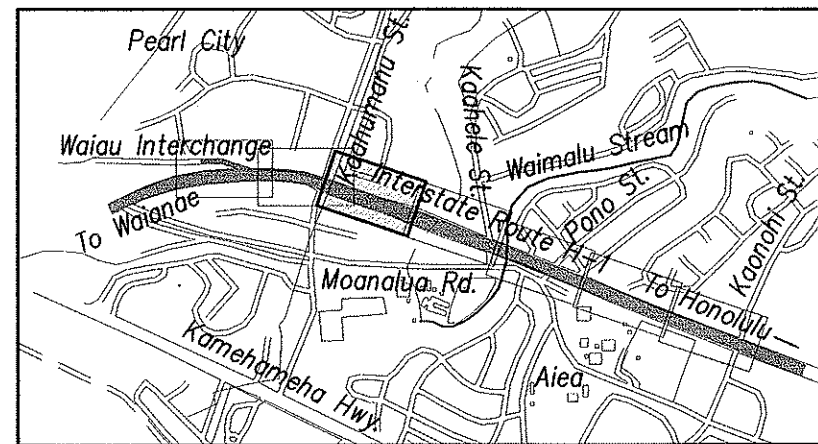 Pearl City
Kaahumanu St.
Waiau Interchange
Kaahele St.
Waimalu Stream
Pono St.
Kaonohi St.
Interstate Route H-1
To Waianae
To Honolulu
Moanalua Rd.
Kamehameha Hwy.
Aiea